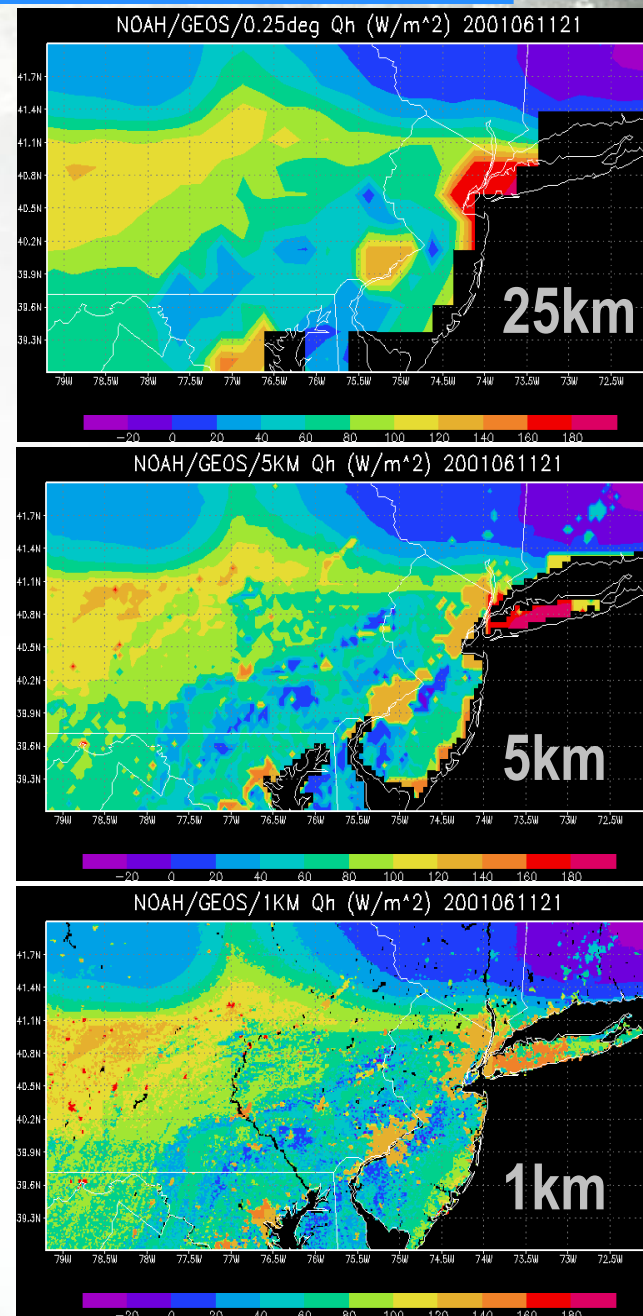 NOAH/GEOS/0.25deg Qh (W/m^2) 2001061121
41.7N
41.4N
41.1N
40.8N
40.5N
40.2N
39.9N
39.6N
39.3N
25km
79W 78.5W 78W 77.5W 77W 76.5W 76W 75.5W 75W 74.5W 74W 73.5W 73W 72.5W
-20 0 20 40 60 80 100 120 140 160 180
NOAH/GEOS/5KM Qh (W/m^2) 2001061121
41.7N
41.4N
41.1N
40.8N
40.5N
40.2N
39.9N
39.6N
39.3N
5km
79W 78.5W 78W 77.5W 77W 76.5W 76W 75.5W 75W 74.5W 74W 73.5W 73W 72.5W
-20 0 20 40 60 80 100 120 140 160 180
NOAH/GEOS/1KM Qh (W/m^2) 2001061121
41.7N
41.4N
41.1N
40.8N
40.5N
40.2N
39.9N
39.6N
39.3N
1km
79W 78.5W 78W 77.5W 77W 76.5W 76W 75.5W 75W 74.5W 74W 73.5W 73W 72.5W
-20 0 20 40 60 80 100 120 140 160 180